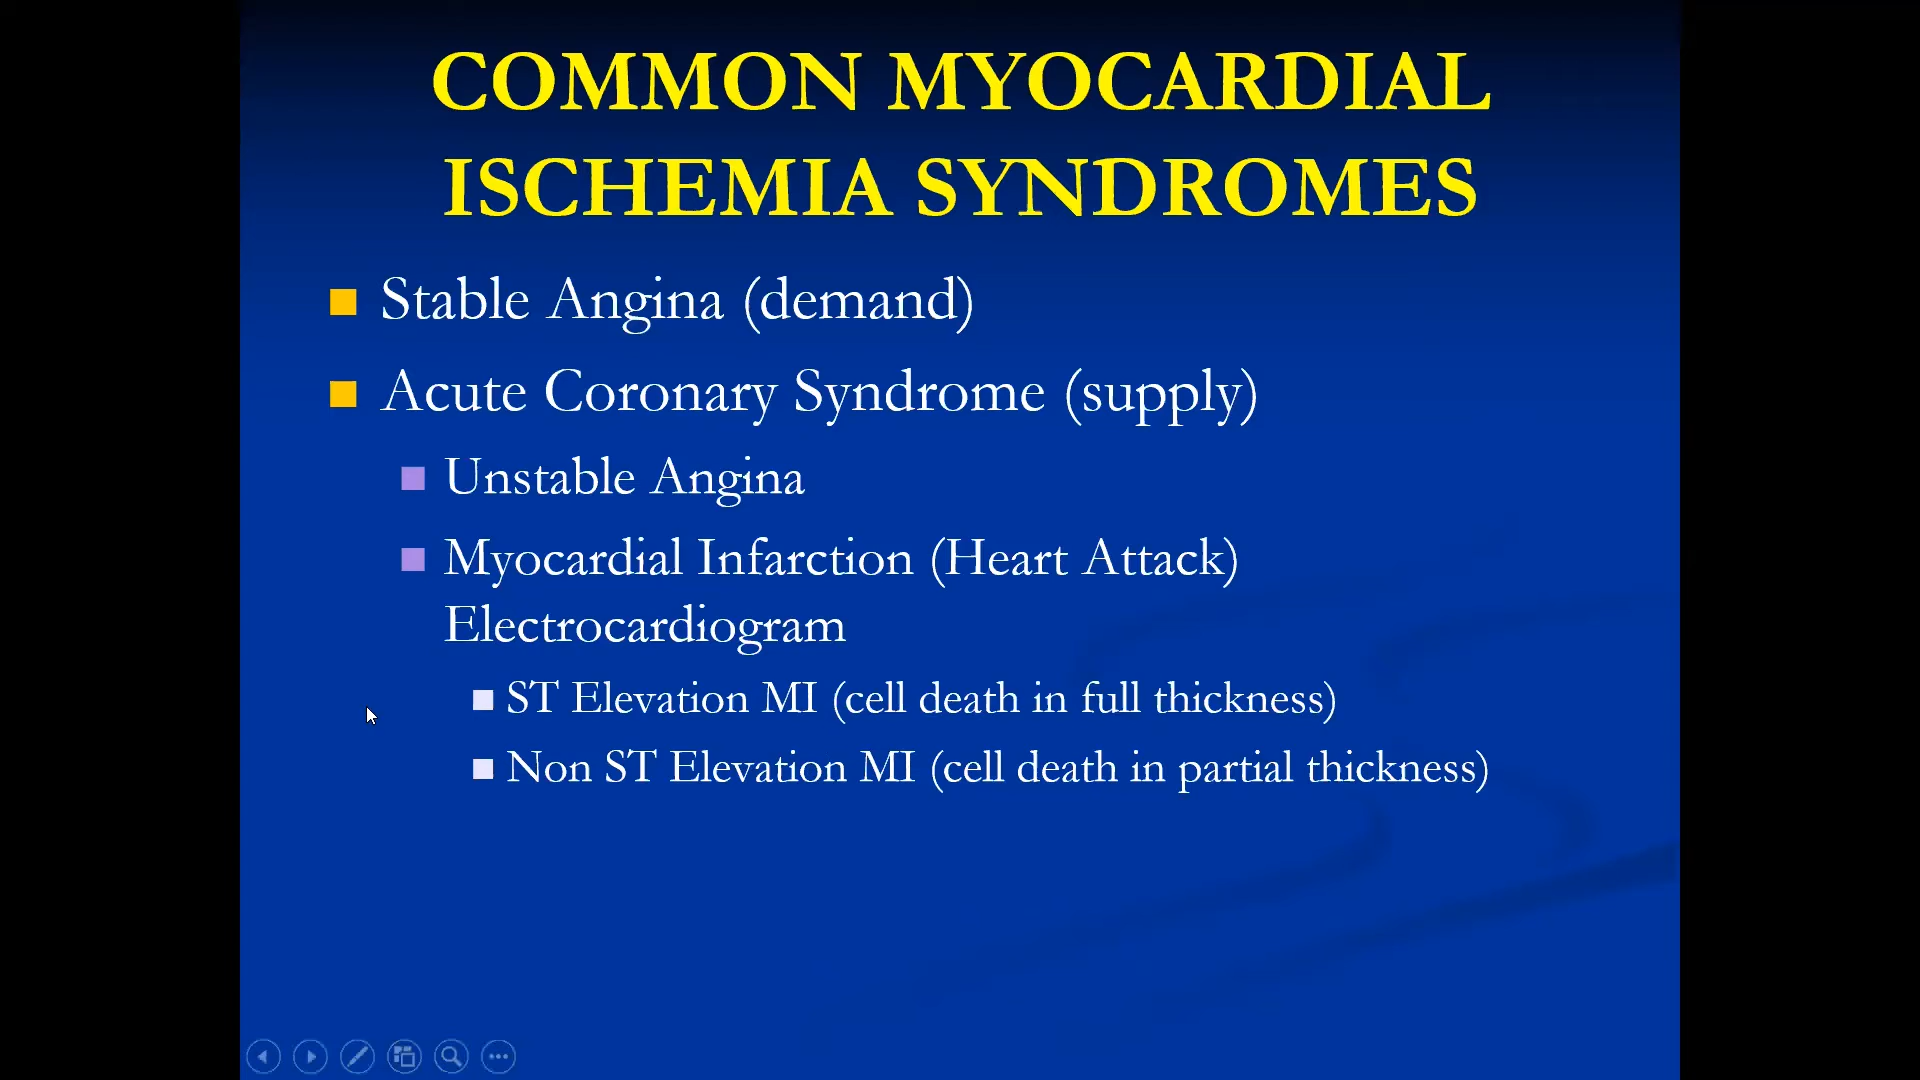 COMMON MYOCARDIAL
ISCHEMIA SYNDROMES
Stable Angina (demand)
Acute Coronary Syndrome (supply)
Unstable Angina
Myocardial Infarction (Heart Attack)
Electrocardiogram
ST Elevation MI (cell death in full thickness)
Non ST Elevation MI (cell death in partial thickness)